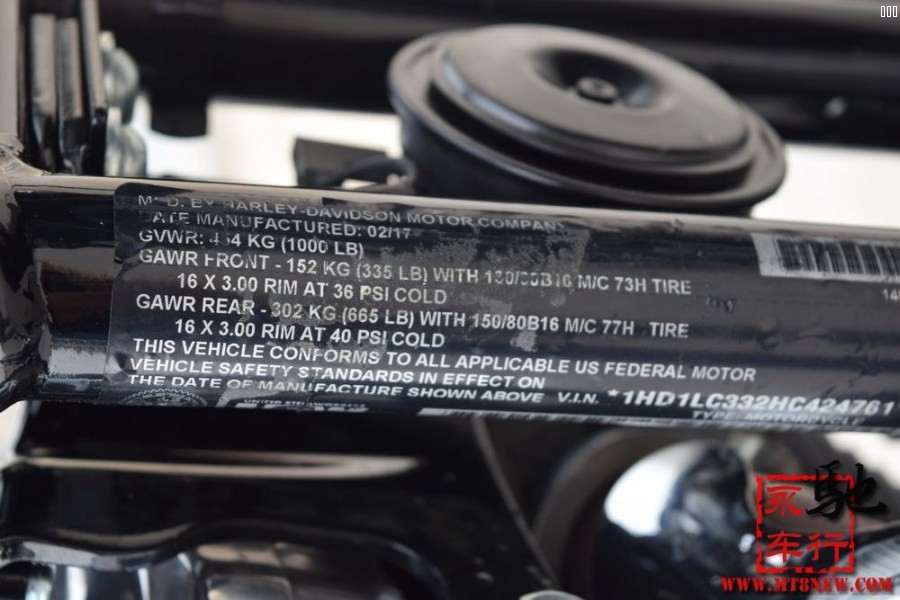 MFD. BY HARLEY-DAVIDSON MOTOR COMPANY
DATE MANUFACTURED: 02/17
GVWR: 454 KG (1000 LB)
GAWR FRONT - 152 KG (335 LB) WITH 130/90B16 M/C 73H TIRE
16 X 3.00 RIM AT 36 PSI COLD
GAWR REAR - 302 KG (665 LB) WITH 150/80B16 M/C 77H TIRE
16 X 3.00 RIM AT 40 PSI COLD
THIS VEHICLE CONFORMS TO ALL APPLICABLE US FEDERAL MOTOR
VEHICLE SAFETY STANDARDS IN EFFECT ON
THE DATE OF MANUFACTURE SHOWN ABOVE V.I.N. *1HD1LC332HC424761
TYPE-MOTORCYCLE
永驰
车行
WWW.MT8NEW.COM